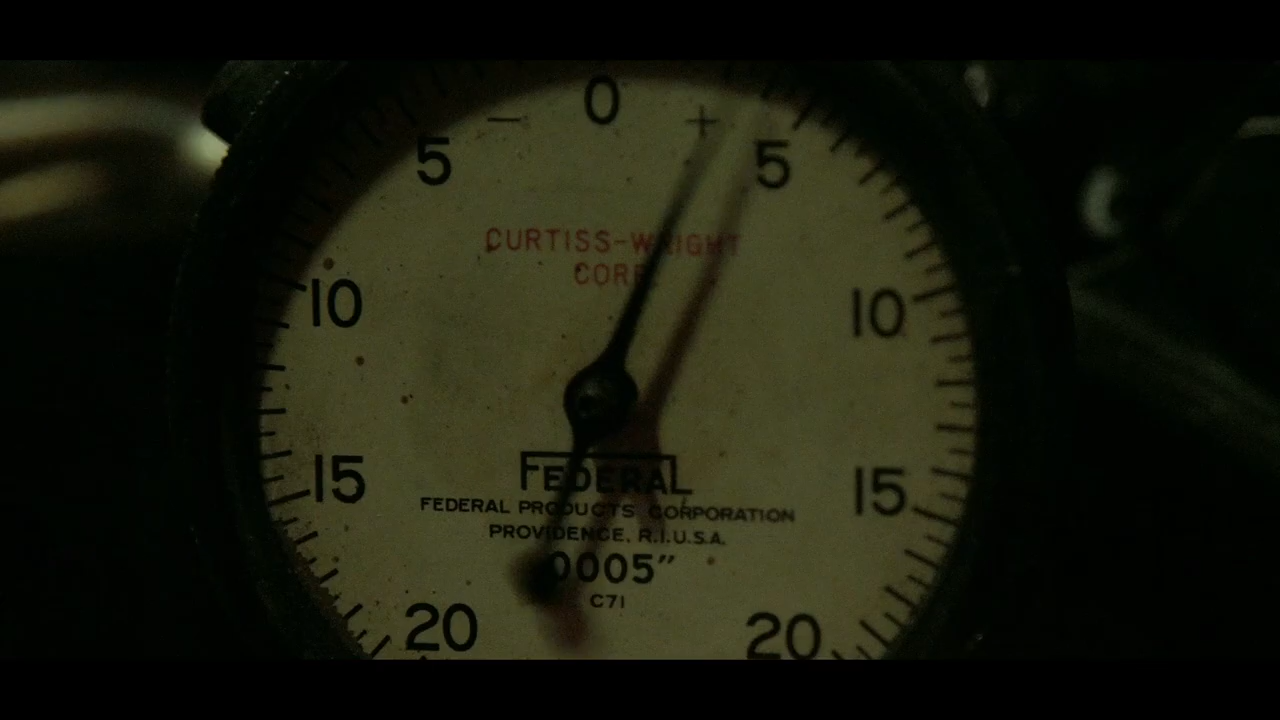 0
− +
5 5
CURTISS-WRIGHT
CORP
10 10
FEDERAL
15 15
FEDERAL PRODUCTS CORPORATION
PROVIDENCE, R.I.U.S.A.
.0005"
C71
20 20